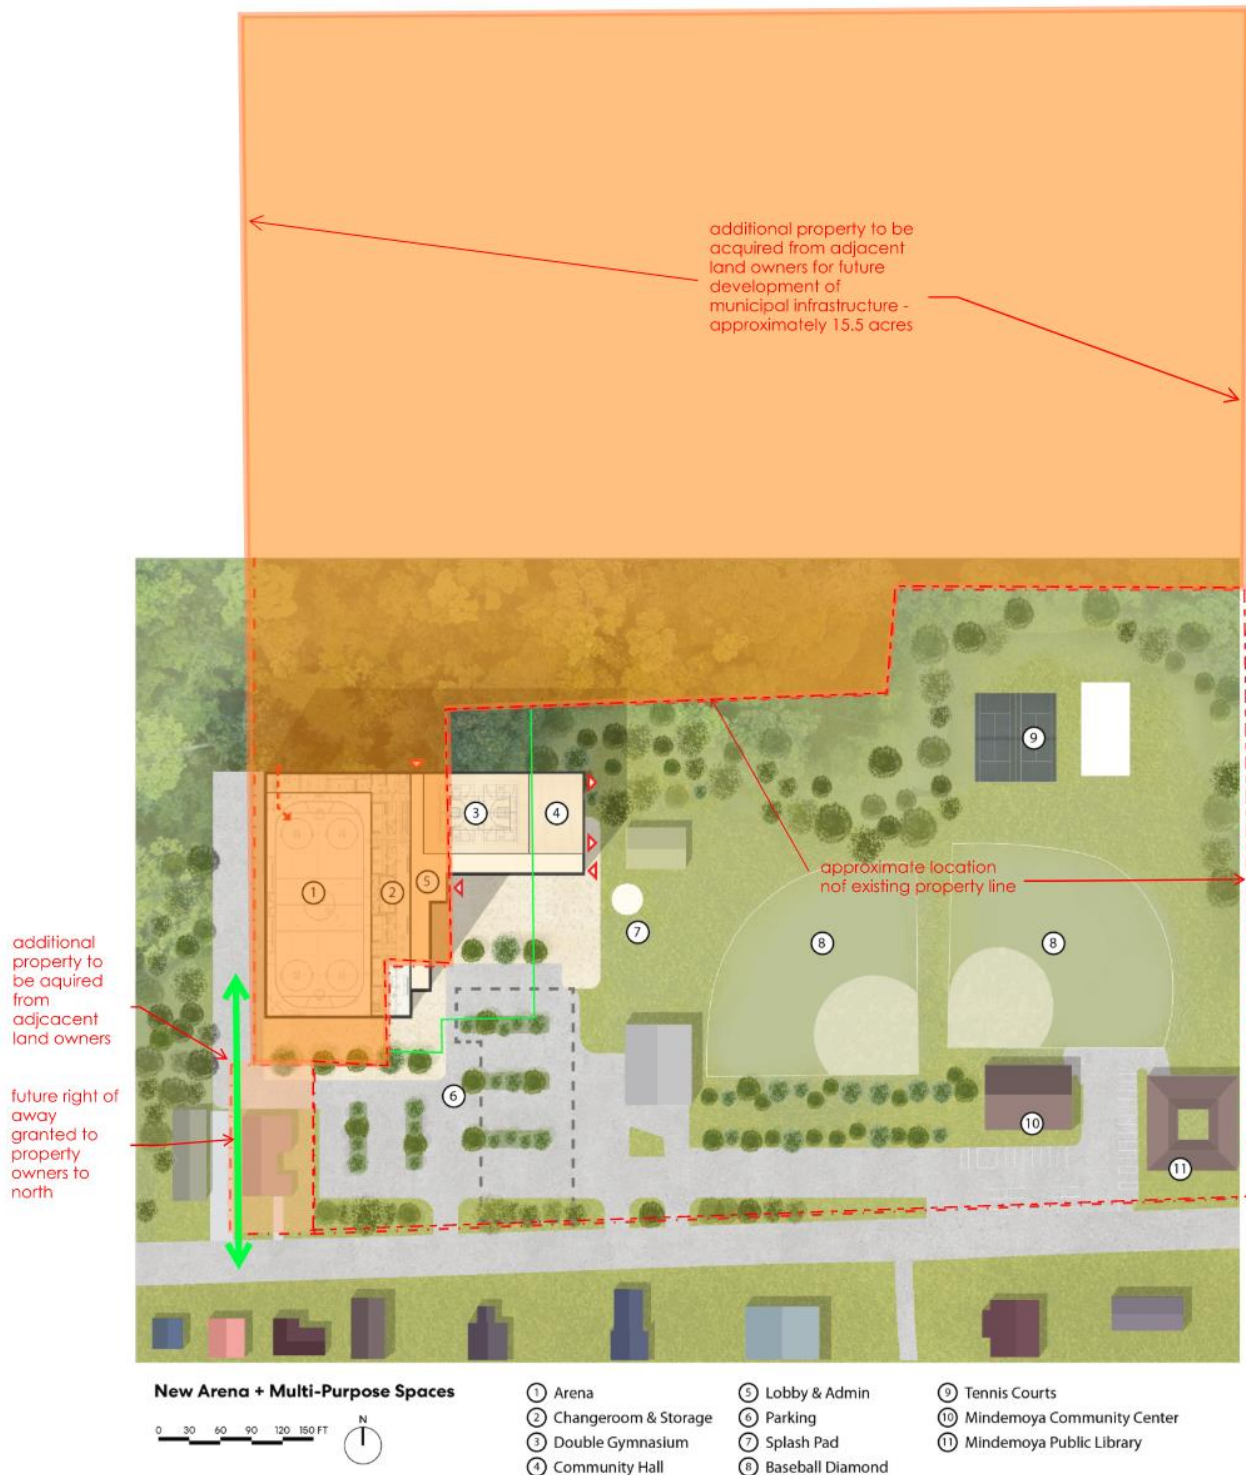 additional property to be
acquired from adjacent
land owners for future
development of
municipal infrastructure -
approximately 15.5 acres
9
3
4
approximate location
nof existing property line
1
2
5
7
8
8
additional
property to
be aquired
from
adjcacent
land owners
future right of
away
granted to
property
owners to
north
6
10
11
New Arena + Multi-Purpose Spaces
0 30 60 90 120 150 FT
N
1 Arena
2 Changeroom & Storage
3 Double Gymnasium
4 Community Hall
5 Lobby & Admin
6 Parking
7 Splash Pad
8 Baseball Diamond
9 Tennis Courts
10 Mindemoya Community Center
11 Mindemoya Public Library